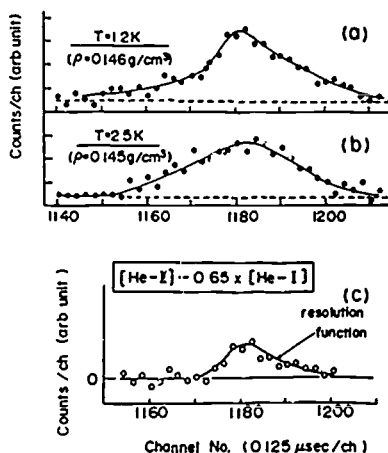 Counts/ch (arb unit)
T=1.2K
(ρ=0.146g/cm³)
(a)
T=2.5K
(ρ=0.145g/cm³)
(b)
1140 1160 1180 1200
[He-II]-0.65 x [He-I]
(c)
resolution
function
Counts/ch (arb unit)
0
1160 1180 1200
Channel No. (0.125 μsec/ch)